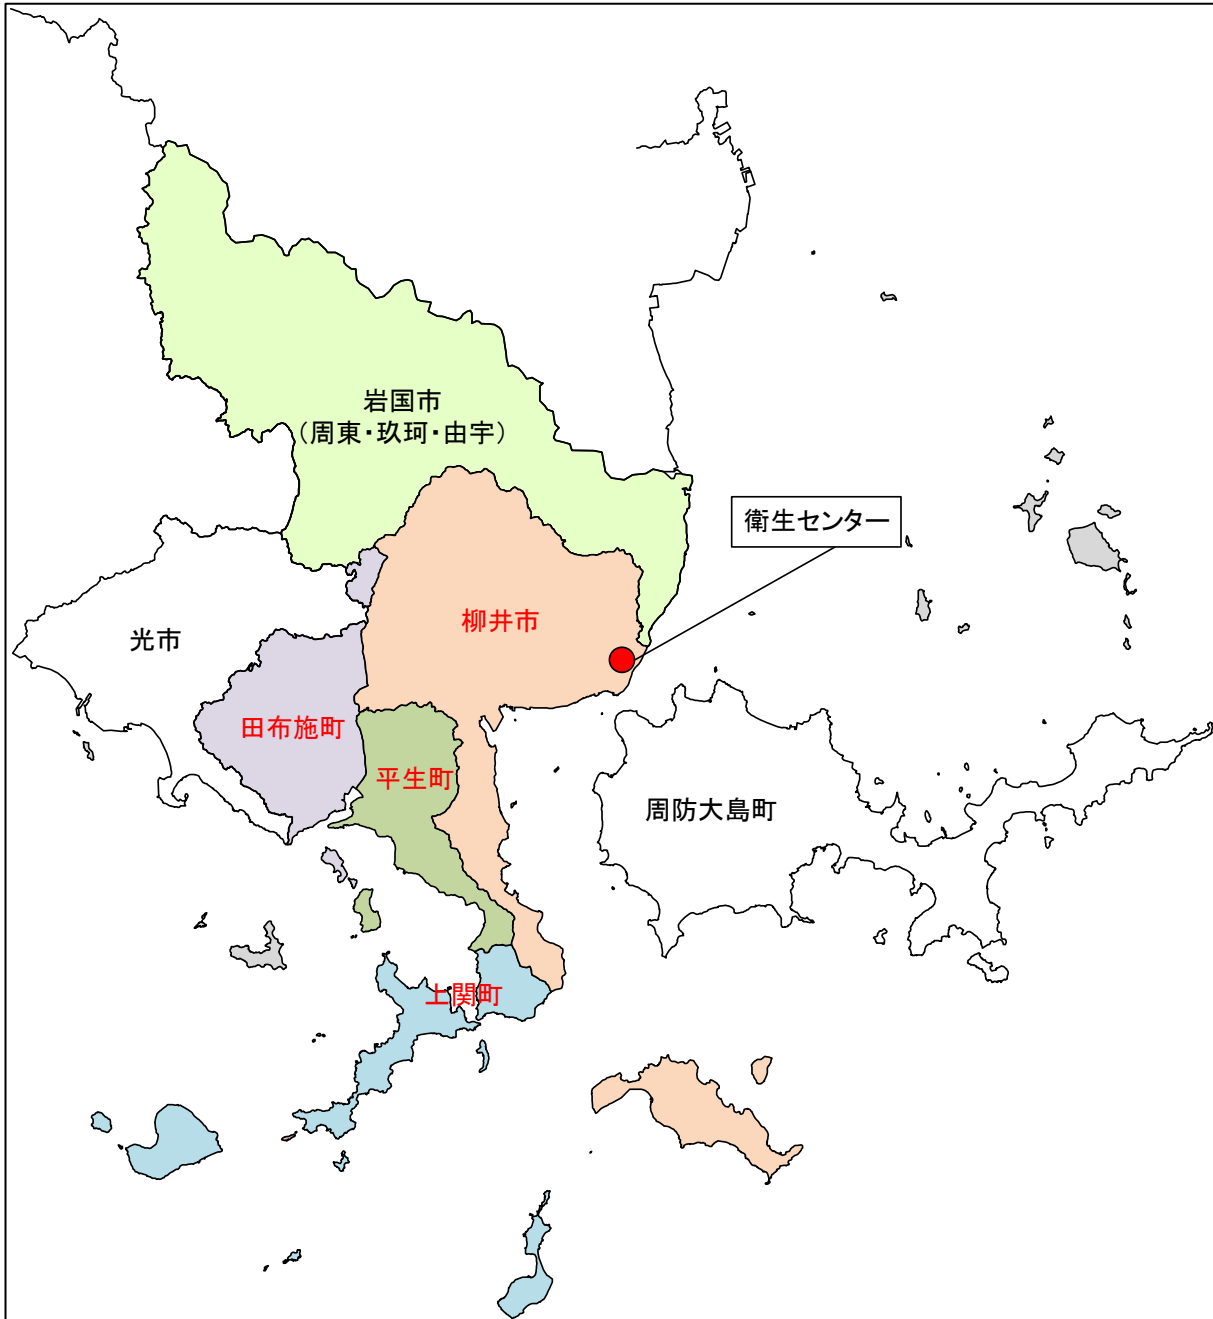 岩国市
（周東・玖珂・由宇）
衛生センター
柳井市
光市
田布施町
平生町
周防大島町
上関町